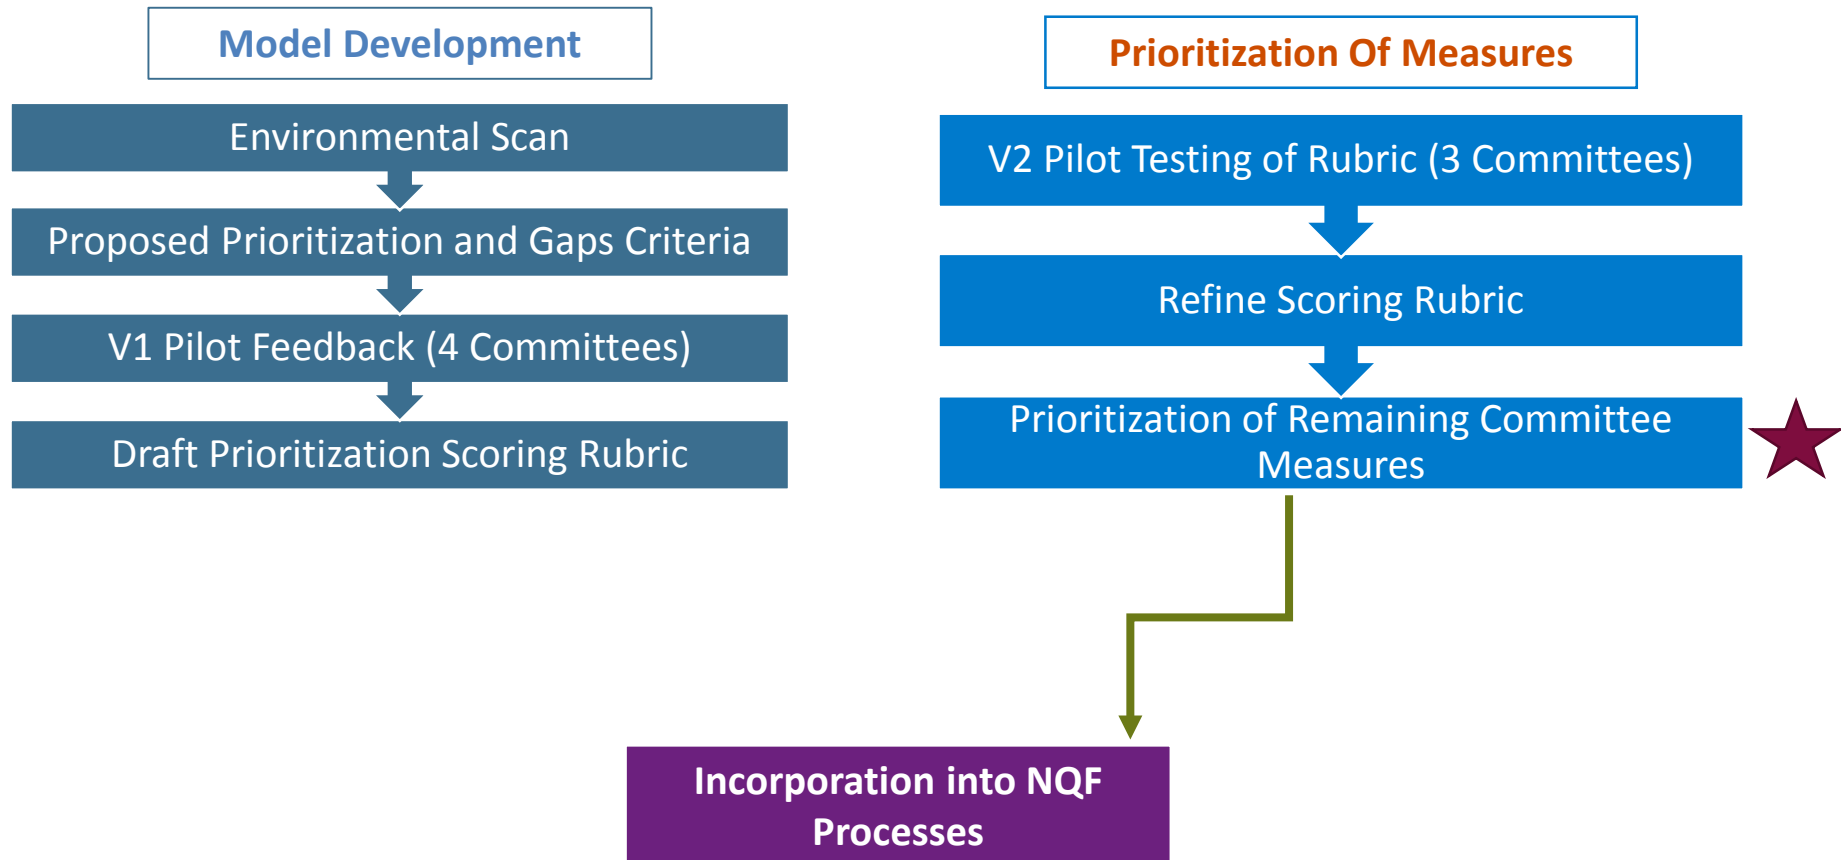 Model Development
Environmental Scan
Proposed Prioritization and Gaps Criteria
V1 Pilot Feedback (4 Committees)
Draft Prioritization Scoring Rubric
Prioritization Of Measures
V2 Pilot Testing of Rubric (3 Committees)
Refine Scoring Rubric
Prioritization of Remaining Committee
Measures
Incorporation into NQF
Processes